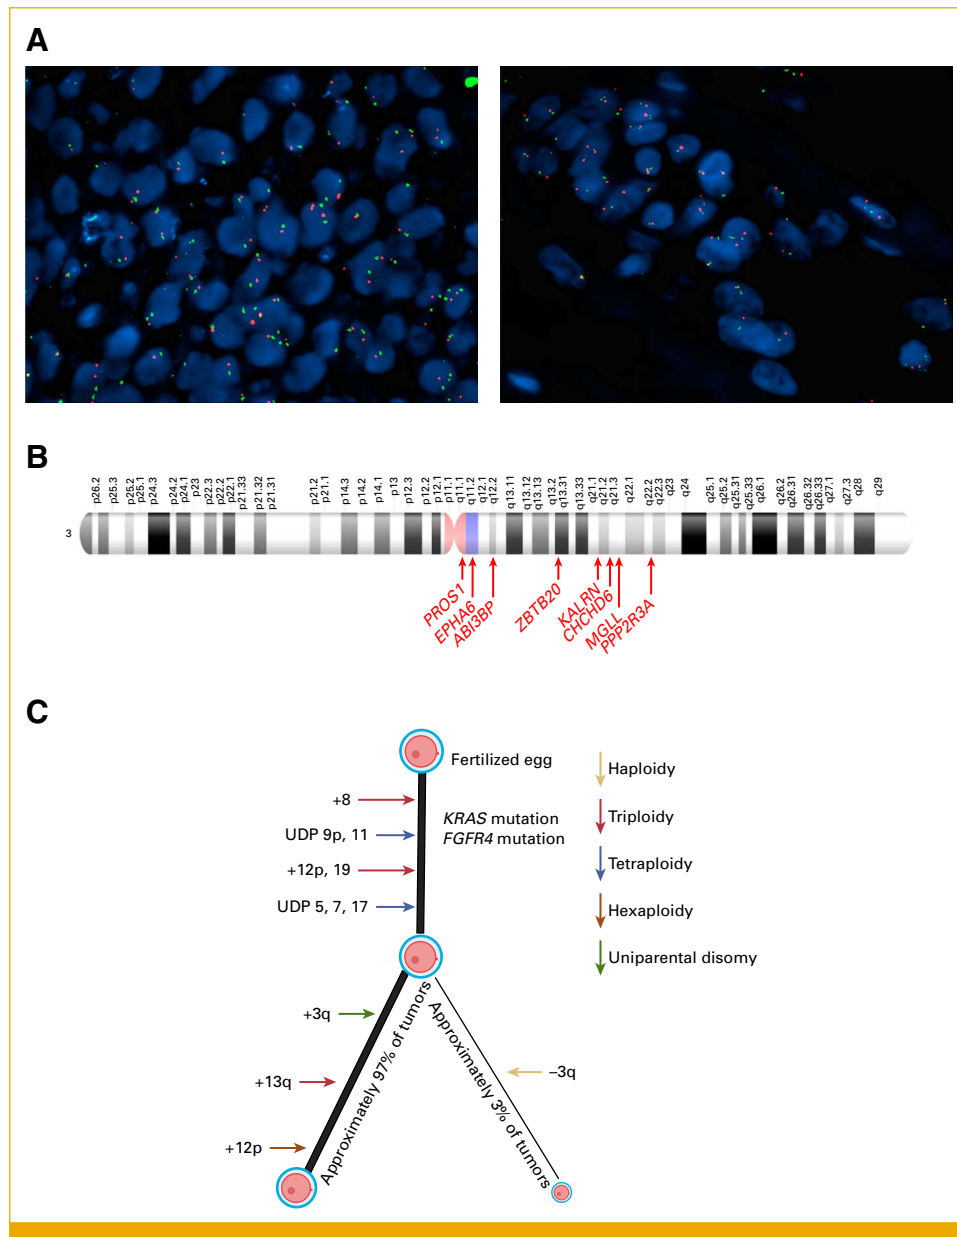 A
B
p26.2
p25.3
p25.2
p25.1
p24.3
p24.2
p24.1
p23
p22.3
p22.2
p22.1
p21.33
p21.32
p21.31
p21.2
p21.1
p14.3
p14.2
p14.1
p13
p12.3
p12.2
p12.1
p11.1
q11.1
q11.2
q12.1
q12.2
q13.11
q13.12
q13.13
q13.2
q13.31
q13.33
q21.1
q21.2
q21.3
q22.1
q22.2
q22.3
q23
q24
q25.1
q25.2
q25.31
q25.33
q26.1
q26.2
q26.31
q26.32
q26.33
q27.1
q27.3
q28
q29
3
PROS1
EPHA6
ABI3BP
ZBTB20
KALRN
CHCHD6
MGLL
PPP2R3A
C
Fertilized egg
+8
KRAS mutation
FGFR4 mutation
UDP 9p, 11
+12p, 19
UDP 5, 7, 17
Haploidy
Triploidy
Tetraploidy
Hexaploidy
Uniparental disomy
+3q
+13q
+12p
Approximately 97% of tumors
Approximately 3% of tumors
–3q